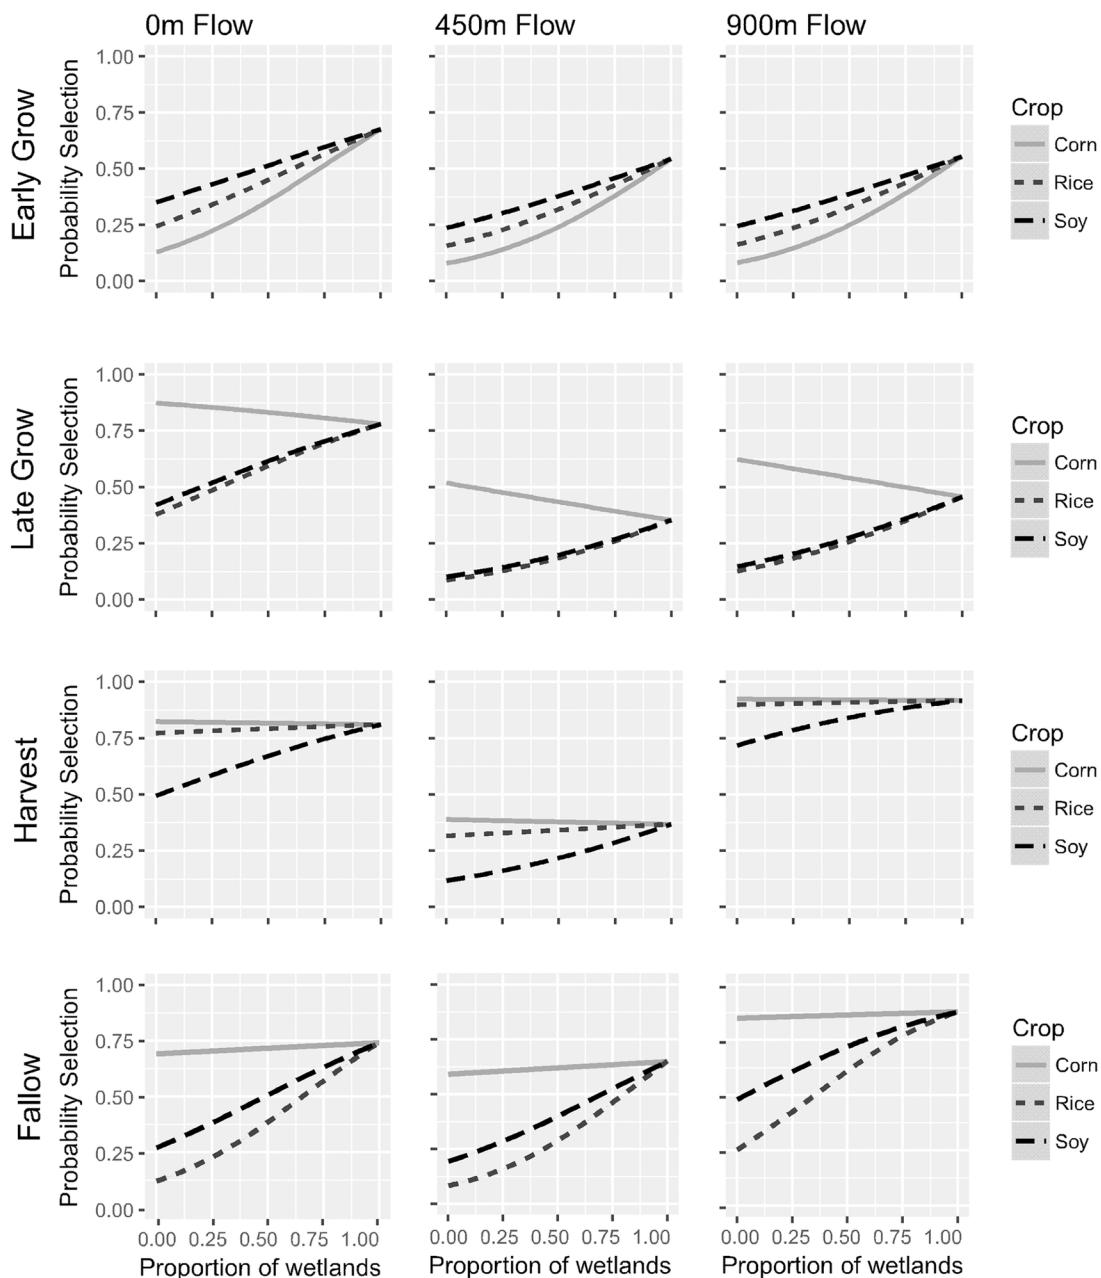 0m Flow 450m Flow 900m Flow
Early Grow
Probability Selection
1.00
0.75
0.50
0.25
0.00
Crop
Corn
Rice
Soy
Late Grow
Probability Selection
1.00
0.75
0.50
0.25
0.00
Crop
Corn
Rice
Soy
Harvest
Probability Selection
1.00
0.75
0.50
0.25
0.00
Crop
Corn
Rice
Soy
Fallow
Probability Selection
1.00
0.75
0.50
0.25
0.00
Crop
Corn
Rice
Soy
0.00 0.25 0.50 0.75 1.00 0.00 0.25 0.50 0.75 1.00 0.00 0.25 0.50 0.75 1.00
Proportion of wetlands Proportion of wetlands Proportion of wetlands